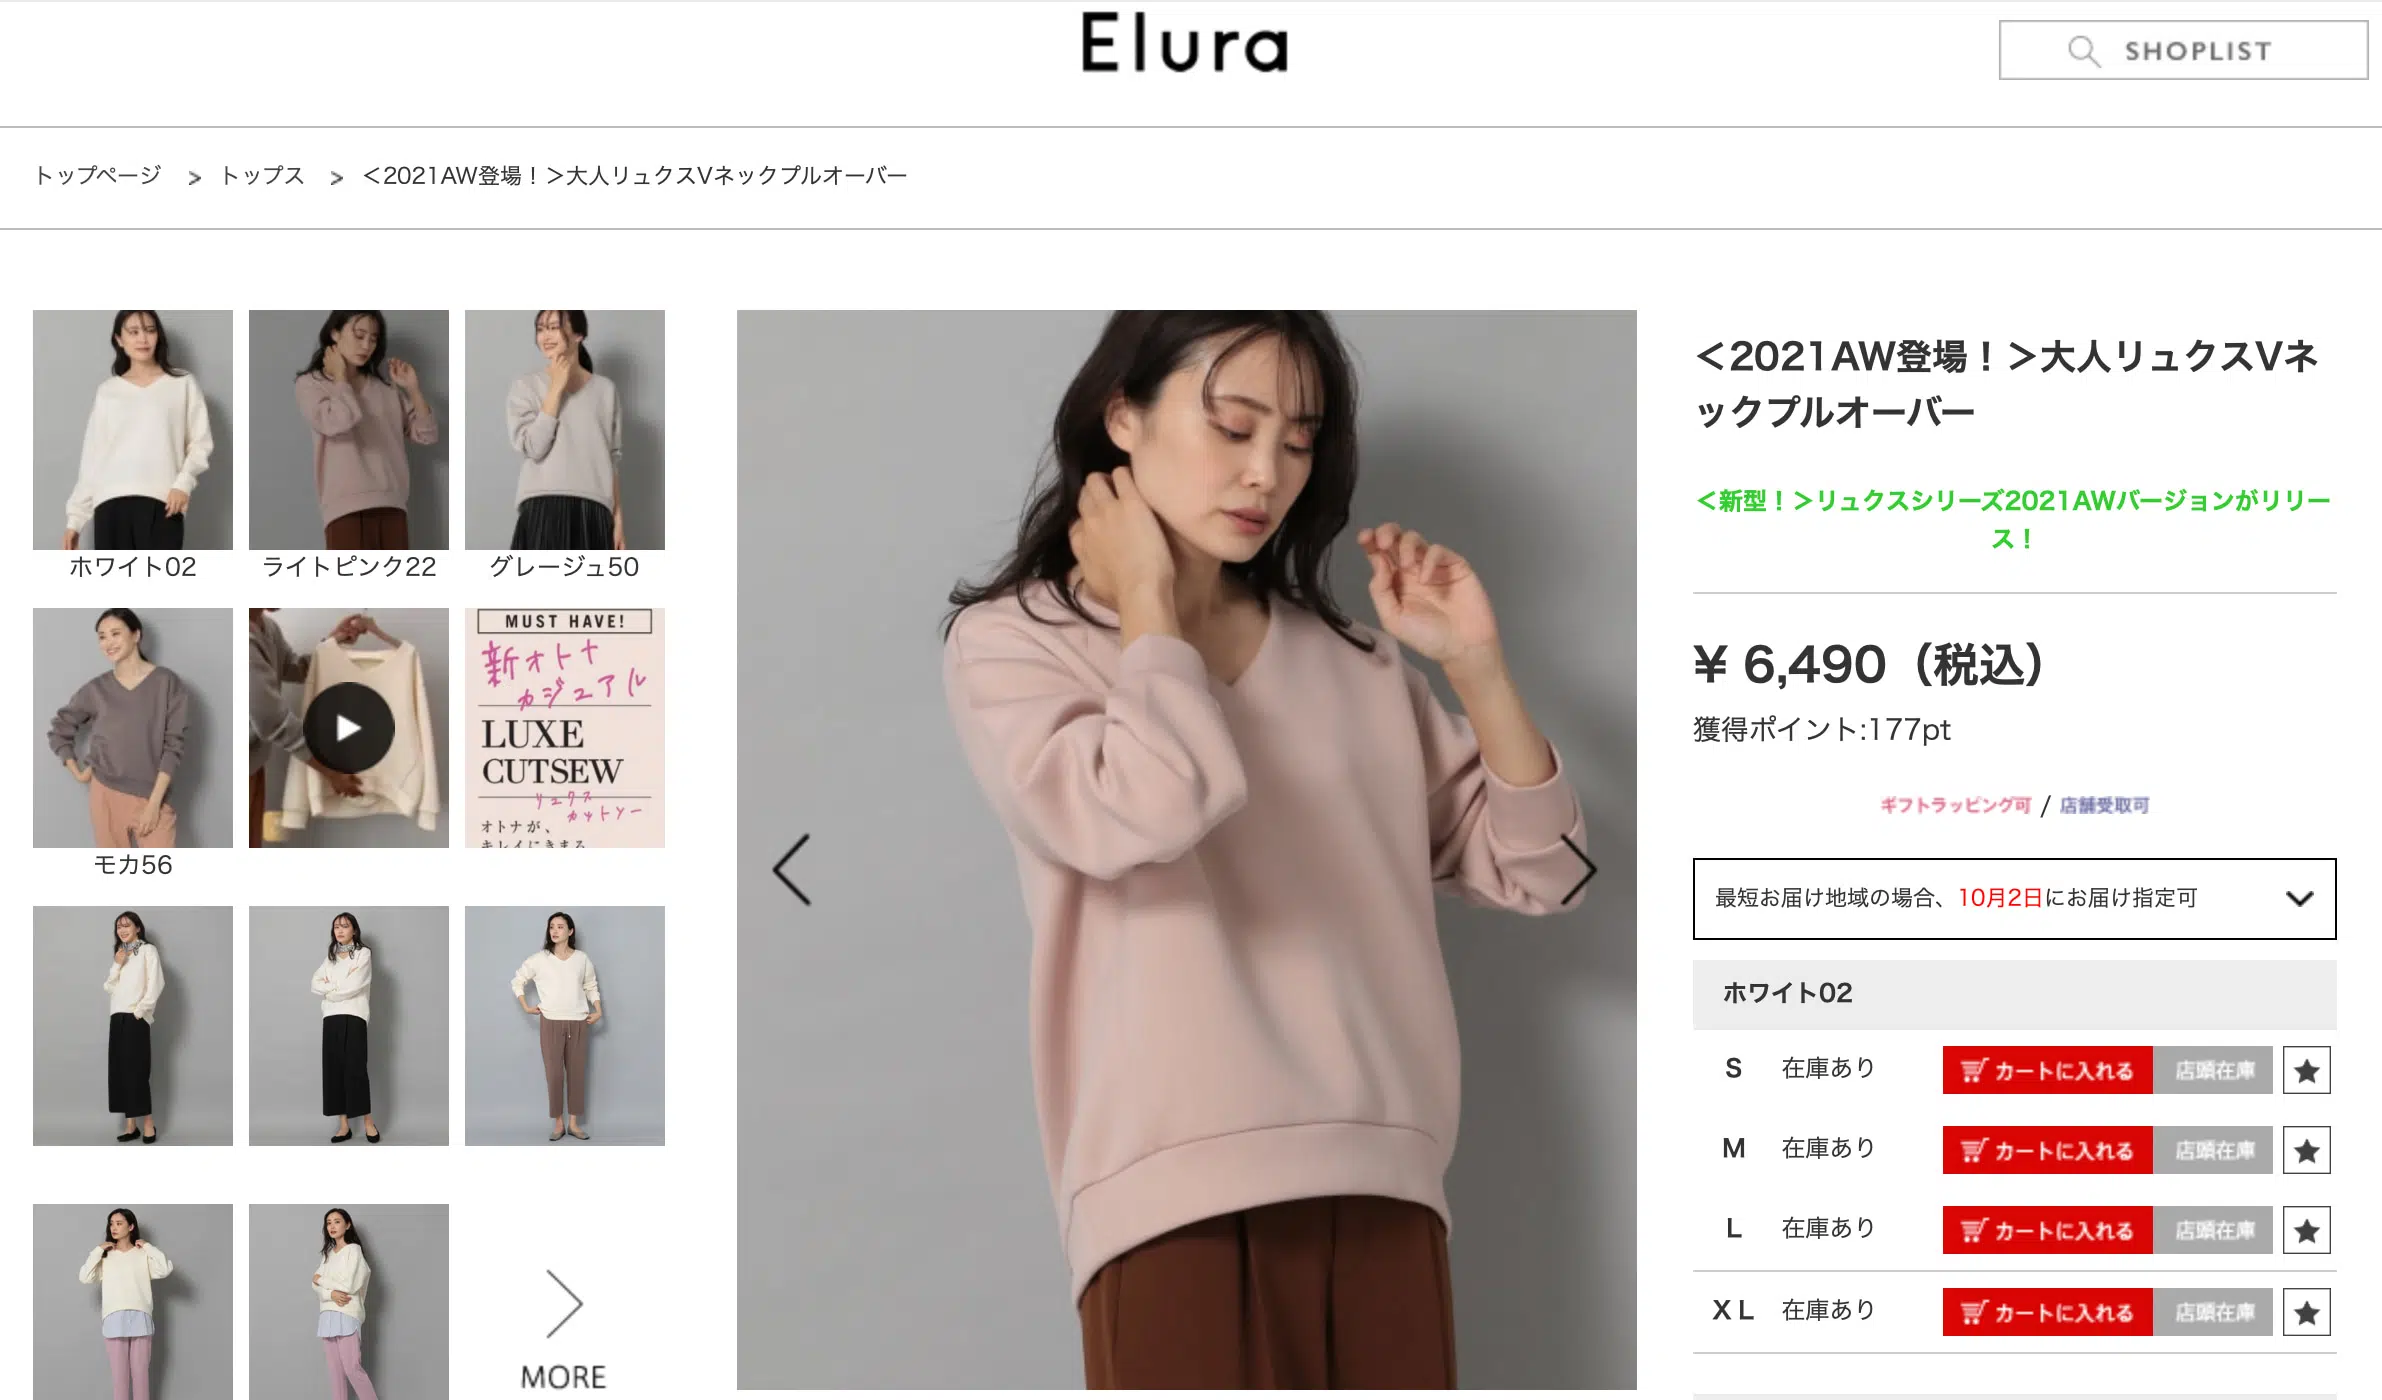 Elura
SHOPLIST
トップページ > トップス > ＜2021AW登場！＞大人リュクスVネックプルオーバー
ホワイト02
ライトピンク22
グレージュ50
モカ56
MUST HAVE!
新オトナ
カジュアル
LUXE
CUTSEW
リュクス
カットソー
オトナが、
キレイにきまる
MORE
＜2021AW登場！＞大人リュクスVネ
ックプルオーバー
＜新型！＞リュクスシリーズ2021AWバージョンがリリー
ス！
¥ 6,490（税込）
獲得ポイント:177pt
ギフトラッピング可 / 店舗受取可
最短お届け地域の場合、10月2日にお届け指定可
ホワイト02
S 在庫あり カートに入れる 店頭在庫
M 在庫あり カートに入れる 店頭在庫
L 在庫あり カートに入れる 店頭在庫
XL 在庫あり カートに入れる 店頭在庫